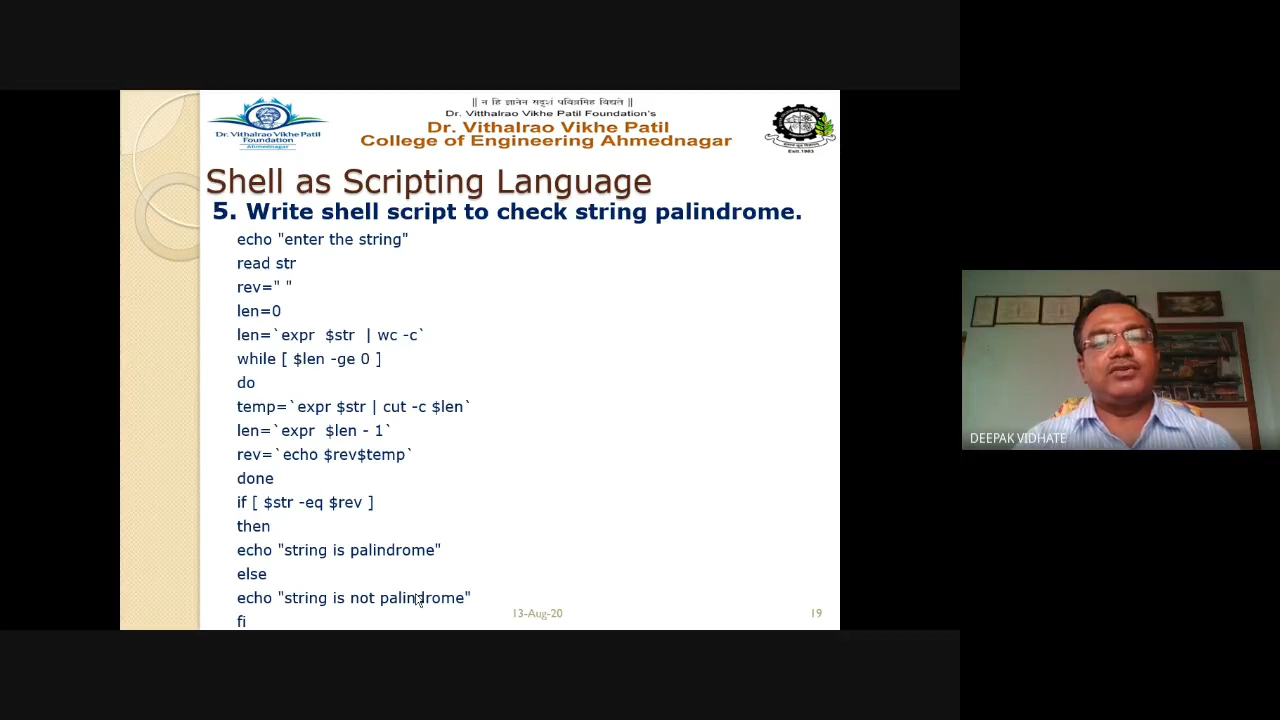 || न हि ज्ञानेन सदृशं पवित्रमिह विद्यते ||
Dr. Vitthalrao Vikhe Patil Foundation's
Dr. Vithalrao Vikhe Patil
College of Engineering Ahmednagar
Dr. Vithalrao Vikhe Patil
Foundation
Ahmednagar
Estd. 1983
Shell as Scripting Language
5. Write shell script to check string palindrome.
echo "enter the string"
read str
rev=" "
len=0
len=`expr $str | wc -c`
while [ $len -ge 0 ]
do
temp=`expr $str | cut -c $len`
len=`expr $len - 1`
rev=`echo $rev$temp`
done
if [ $str -eq $rev ]
then
echo "string is palindrome"
else
echo "string is not palindrome"
fi
13-Aug-20
19
DEEPAK VIDHATE